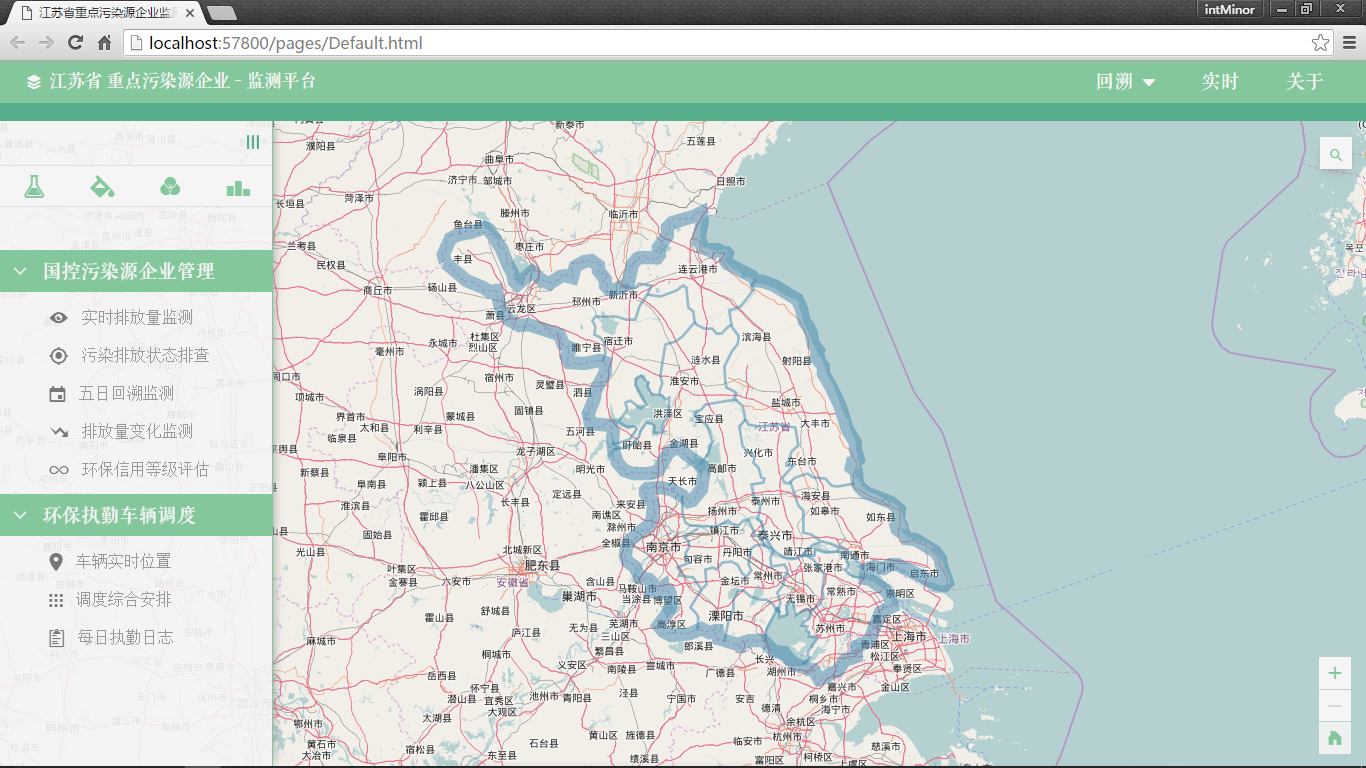 江苏省重点污染源企业监测
intMinor
localhost:57800/pages/Default.html
江苏省 重点污染源企业 - 监测平台
回溯
实时
关于
国控污染源企业管理
实时排放量监测
污染排放状态排查
五日回溯监测
排放量变化监测
环保信用等级评估
环保执勤车辆调度
车辆实时位置
调度综合安排
每日执勤日志
新泰市
五莲县
濮阳县
曲阜市
济宁市
邹城市
日照市
菏泽市
长垣县
滕州市
临沂市
鱼台县
兰考县
枣庄市
丰县
民权县
连云港市
商丘市
砀山县
新沂市
邳州市
云龙区
萧县
滨海县
永城市
杜集区
烈山区
睢宁县
宿迁市
亳州市
涟水县
射阳县
周口市
宿州市
灵璧县
泗县
淮安市
项城市
涡阳县
盐城市
界首市
蒙城县
固镇县
洪泽区
宝应县
太和县
利辛县
五河县
江苏省
大丰市
临泉县
盱眙县
金湖县
平舆县
阜阳市
龙子湖区
兴化市
东台市
新蔡县
潘集区
明光市
高邮市
阜南县
颍上县
八公山区
天长市
定远县
海安县
淮滨县
长丰县
来安县
泰州市
扬州市
如皋市
霍邱县
南谯区
滁州市
如东县
固始县
镇江市
泰兴市
全椒县
光山县
北城新区
南京市
丹阳市
靖江市
南通市
叶集区
肥东县
句容市
张家港市
海门市
启东市
金寨县
六安市
安徽省
含山县
马鞍山市
金坛市
常州市
常熟市
崇明区
巢湖市
当涂县
博望区
无锡市
霍山县
舒城县
溧阳市
嘉定区
芜湖市
高淳区
苏州市
麻城市
庐江县
无为县
三山区
上海市
上海市
繁昌县
郎溪县
青浦区
松江区
桐城市
义安区
宣城市
长兴
岳西县
南陵县
广德县
湖州市
奉贤区
怀宁县
嘉兴市
金山区
潜山县
宜秀区
池州市
青阳县
泾县
宁国市
安吉
桐乡市
大观区
德清
海宁市
鄂州市
太湖县
余杭区
黄山区
旌德县
黄石市
石台县
临安市
杭州市
慈溪市
大冶市
宿松县
东至县
绩溪县
富阳区
柯桥区
上虞区